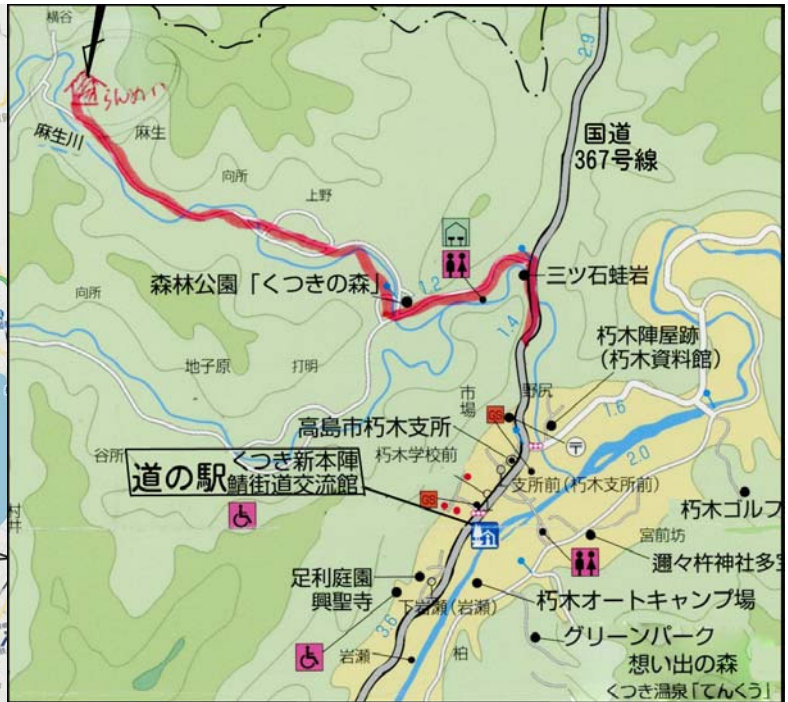 横谷
らんめい
麻生川
麻生
向所
上野
2.9
国道
367号線
森林公園「くつきの森」
1.2
三ツ石蛙岩
向所
1.4
地子原
打明
朽木陣屋跡
(朽木資料館)
市場
野尻
GS
1.6
高島市朽木支所
谷所
朽木学校前
2.0
道の駅
くつき新本陣
鯖街道交流館
支所前(朽木支所前)
GS
村井
朽木ゴルフ
宮前坊
邇々杵神社多宝
足利庭園
興聖寺
下岩瀬(岩瀬)
朽木オートキャンプ場
3.6
グリーンパーク
想い出の森
岩瀬
柏
くつき温泉「てんくう」